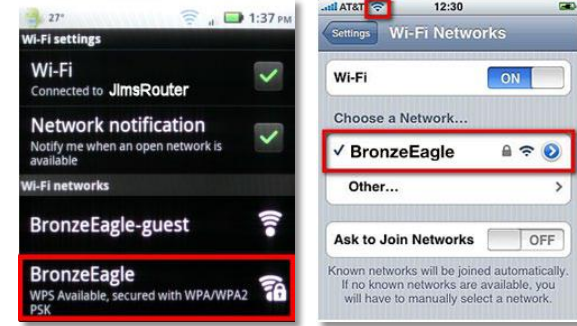 27°
1:37 PM
Wi-Fi settings
Wi-Fi
Connected to JImsRouter
Network notification
Notify me when an open network is
available
Wi-Fi networks
BronzeEagle-guest
BronzeEagle
WPS Available, secured with WPA/WPA2
PSK
AT&T
12:30
Settings
Wi-Fi Networks
Wi-Fi
ON
Choose a Network...
✓ BronzeEagle
Other...
Ask to Join Networks
OFF
Known networks will be joined automatically.
If no known networks are available, you
will have to manually select a network.